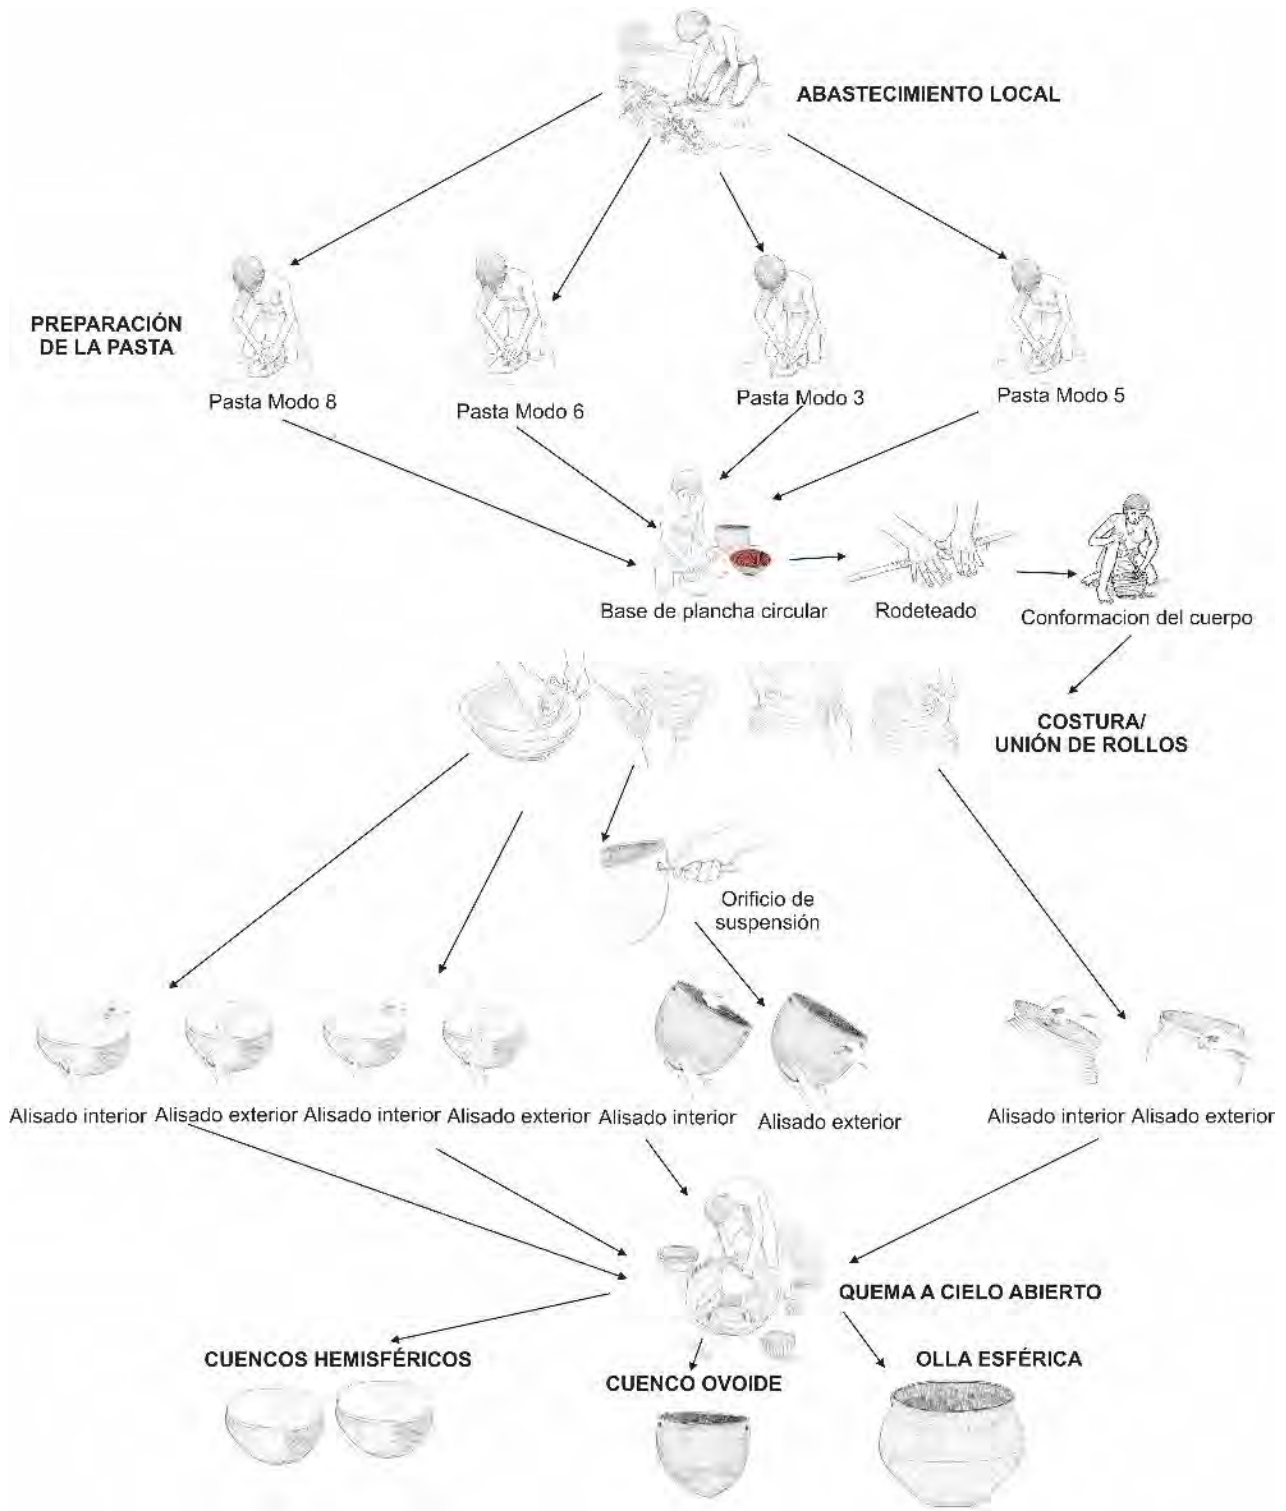 ABASTECIMIENTO LOCAL
PREPARACIÓN
DE LA PASTA
Pasta Modo 8
Pasta Modo 6
Pasta Modo 3
Pasta Modo 5
Base de plancha circular
Rodeteado
Conformacion del cuerpo
COSTURA/
UNIÓN DE ROLLOS
Orificio de
suspensión
Alisado interior
Alisado exterior
Alisado interior
Alisado exterior
Alisado interior
Alisado exterior
Alisado interior
Alisado exterior
QUEMA A CIELO ABIERTO
CUENCOS HEMISFÉRICOS
CUENCO OVOIDE
OLLA ESFÉRICA